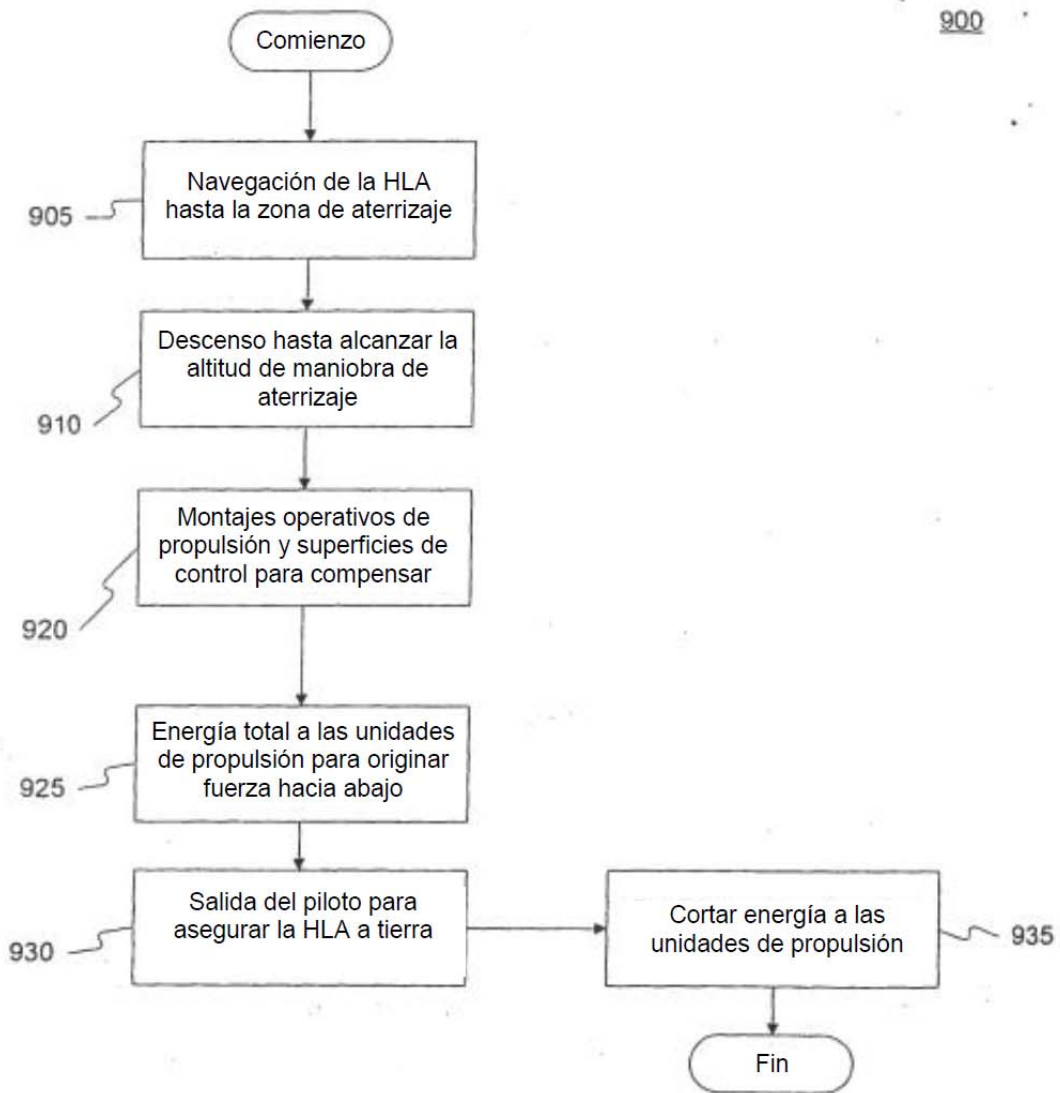 900
Comienzo
Navegación de la HLA
hasta la zona de aterrizaje
905
Descenso hasta alcanzar la
altitud de maniobra de
aterrizaje
910
Montajes operativos de
propulsión y superficies de
control para compensar
920
Energía total a las unidades
de propulsión para originar
fuerza hacia abajo
925
Salida del piloto para
asegurar la HLA a tierra
930
Cortar energía a las
unidades de propulsión
935
Fin